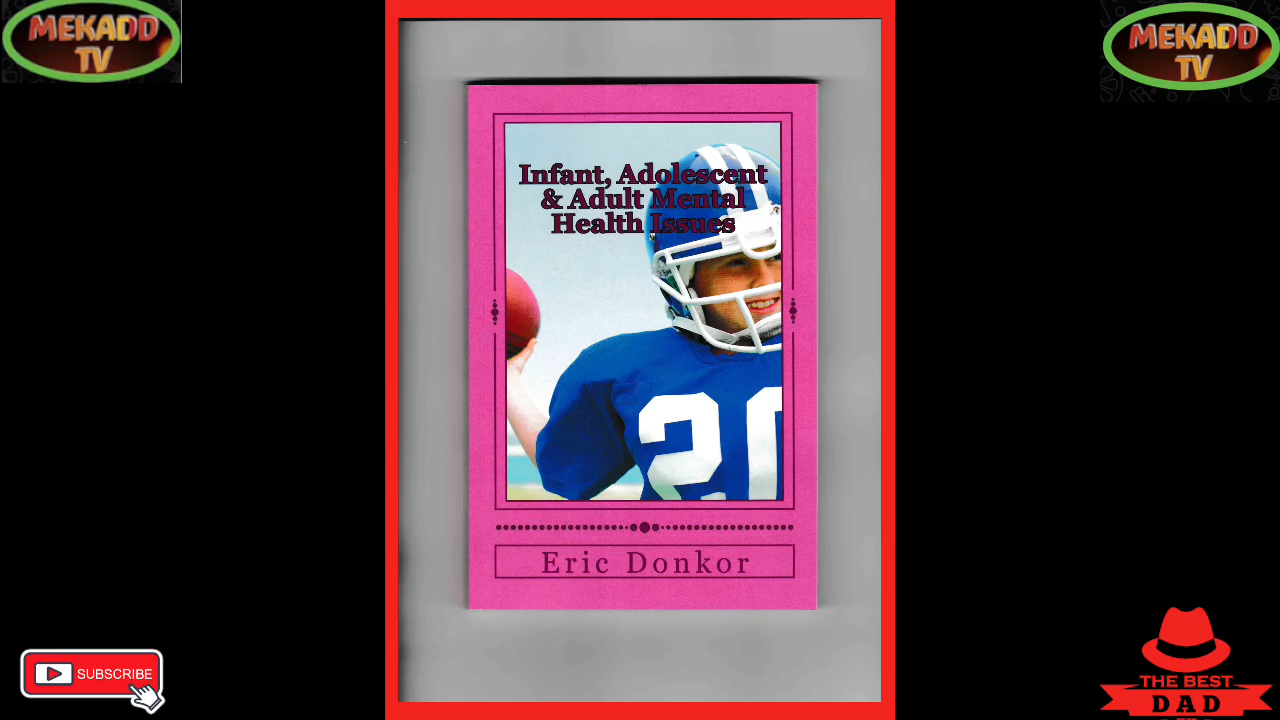 MEKADD
TV
MEKADD
TV
Infant, Adolescent
& Adult Mental
Health Issues
20
Eric Donkor
SUBSCRIBE
THE BEST
DAD